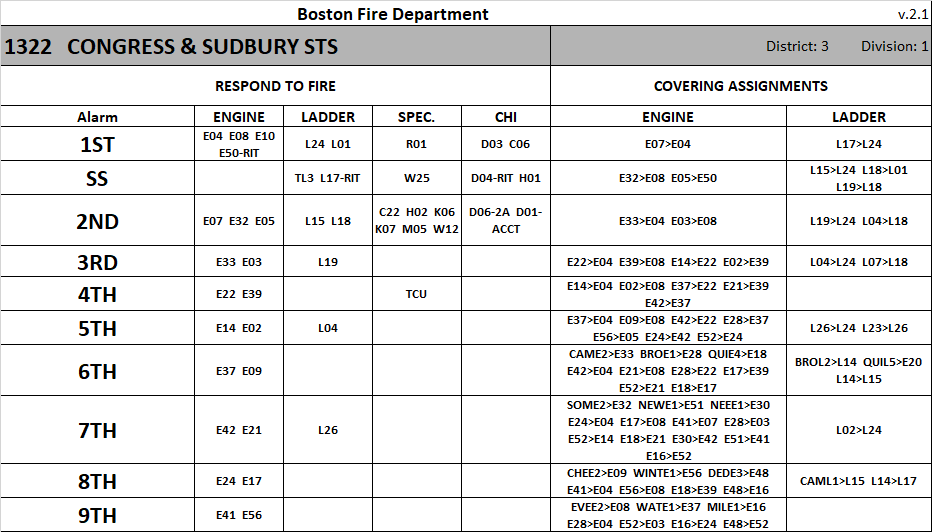 Boston Fire Department v.2.1
1322 CONGRESS & SUDBURY STS District: 3 Division: 1
RESPOND TO FIRE COVERING ASSIGNMENTS
Alarm ENGINE LADDER SPEC. CHI ENGINE LADDER
1ST E04 E08 E10 L24 L01 R01 D03 C06 E07>E04 L17>L24
E50-RIT
SS TL3 L17-RIT W25 D04-RIT H01 E32>E08 E05>E50 L15>L24 L18>L01
L19>L18
2ND E07 E32 E05 L15 L18 C22 H02 K06 D06-2A D01- E33>E04 E03>E08 L19>L24 L04>L18
K07 M05 W12 ACCT
3RD E33 E03 L19 E22>E04 E39>E08 E14>E22 E02>E39 L04>L24 L07>L18
4TH E22 E39 TCU E14>E04 E02>E08 E37>E22 E21>E39
E42>E37
5TH E14 E02 L04 E37>E04 E09>E08 E42>E22 E28>E37 L26>L24 L23>L26
E56>E05 E24>E42 E52>E24
6TH E37 E09 CAME2>E33 BROE1>E28 QUIE4>E18 BROL2>L14 QUIL5>E20
E42>E04 E21>E08 E28>E22 E17>E39 L14>L15
E52>E21 E18>E17
7TH E42 E21 L26 SOME2>E32 NEWE1>E51 NEEE1>E30 L02>L24
E24>E04 E17>E08 E41>E07 E28>E03
E52>E14 E18>E21 E30>E42 E51>E41
E16>E52
8TH E24 E17 CHEE2>E09 WINTE1>E56 DEDE3>E48 CAML1>L15 L14>L17
E41>E04 E56>E08 E18>E39 E48>E16
9TH E41 E56 EVEE2>E08 WATE1>E37 MILE1>E16
E28>E04 E52>E03 E16>E24 E48>E52